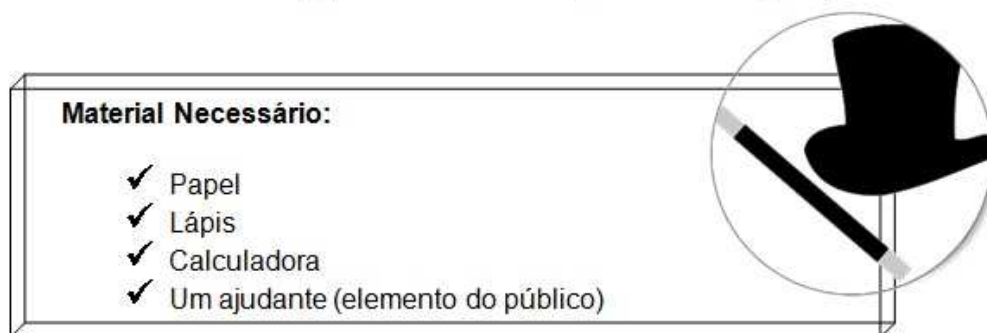 Material Necessário:
Papel
Lápis
Calculadora
Um ajudante (elemento do público)